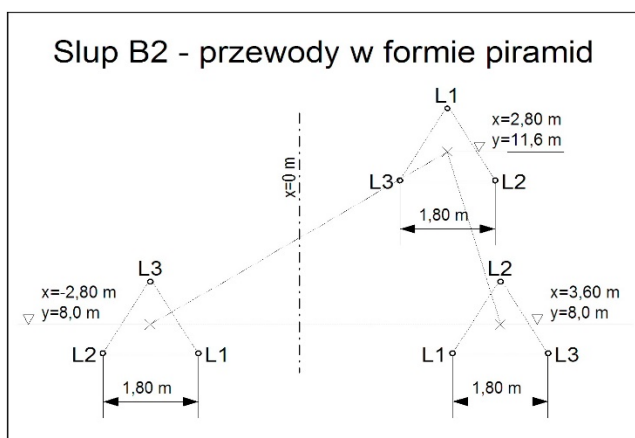 Slup B2 - przewody w formie piramid
L1
x=2,80 m
y=11,6 m
x=0 m
L3
L2
1,80 m
L3
L2
x=-2,80 m
y=8,0 m
x=3,60 m
y=8,0 m
L2
L1
L1
L3
1,80 m
1,80 m